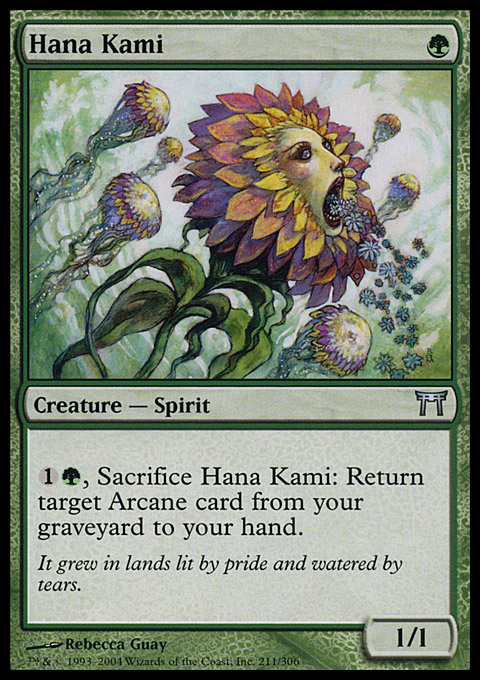 Hana Kami
Creature — Spirit
1 , Sacrifice Hana Kami: Return
target Arcane card from your
graveyard to your hand.
It grew in lands lit by pride and watered by
tears.
Rebecca Guay
1/1
™ & © 1993–2004 Wizards of the Coast, Inc. 211/306